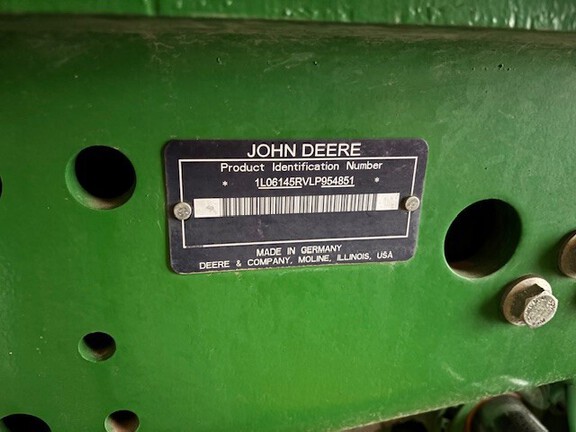 JOHN DEERE
Product Identification Number
* 1L06145RVLP954851 *
MADE IN GERMANY
DEERE & COMPANY, MOLINE, ILLINOIS, USA